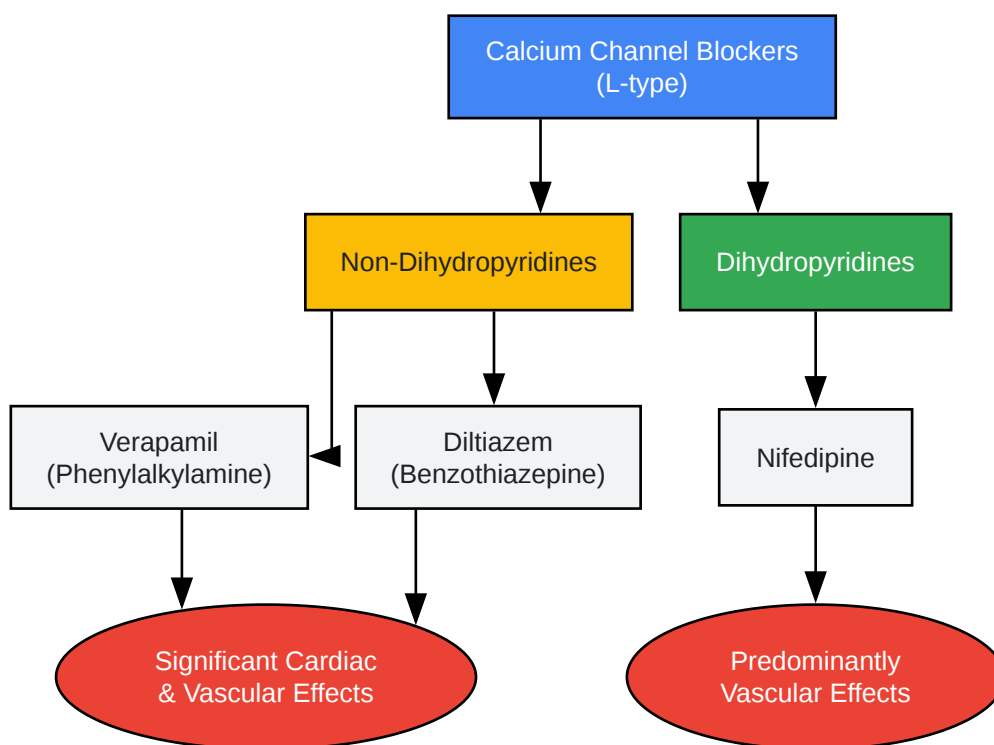 Calcium Channel Blockers
(L-type)
Non-Dihydropyridines
Dihydropyridines
Verapamil
(Phenylalkylamine)
Diltiazem
(Benzothiazepine)
Nifedipine
Significant Cardiac
& Vascular Effects
Predominantly
Vascular Effects